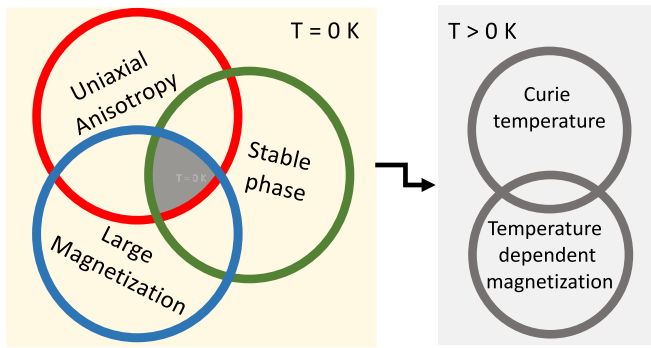 T = 0 K
Uniaxial
Anisotropy
Stable
phase
T = 0 K
Large
Magnetization
T > 0 K
Curie
temperature
Temperature
dependent
magnetization